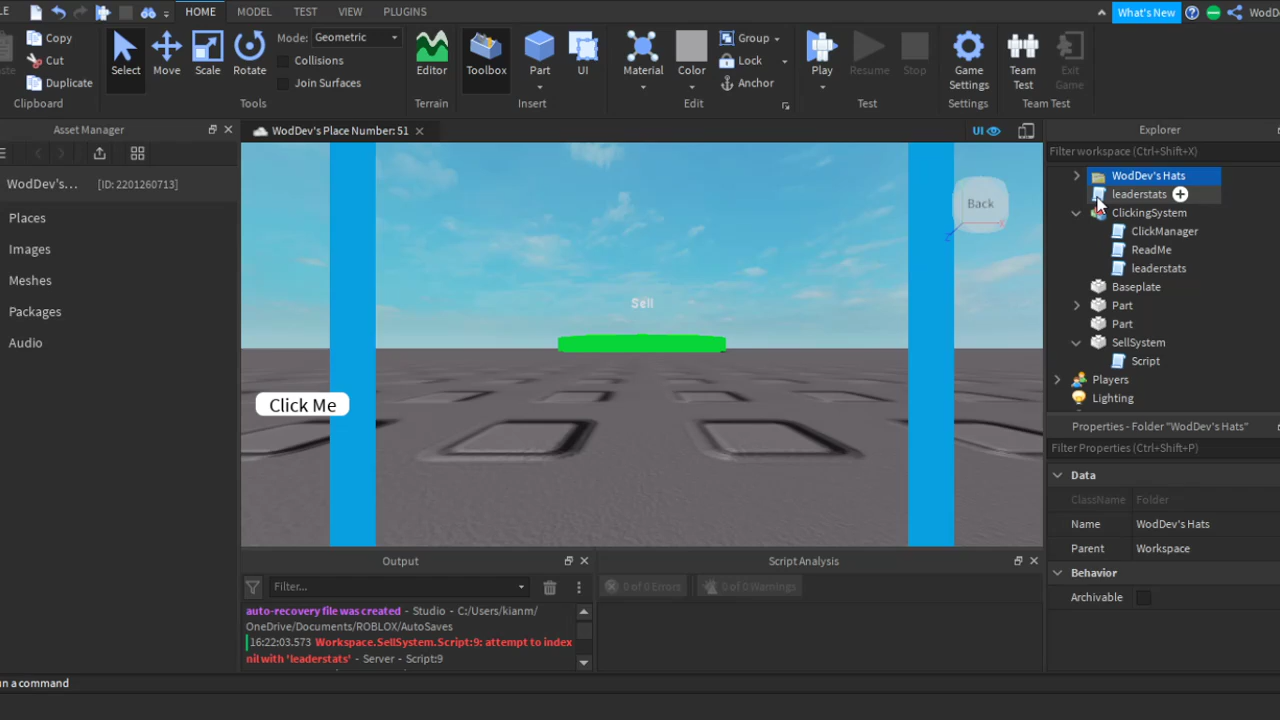 LE
HOME
MODEL
TEST
VIEW
PLUGINS
What's New
WodD
Copy
Cut
Duplicate
Clipboard
Select
Move
Scale
Rotate
Mode: Geometric
Collisions
Join Surfaces
Tools
Editor
Terrain
Toolbox
Part
UI
Insert
Material
Color
Group
Lock
Anchor
Edit
Play
Resume
Stop
Test
Game
Settings
Settings
Team
Test
Exit
Game
Team Test
Asset Manager
WodDev's... [ID: 2201260713]
Places
Images
Meshes
Packages
Audio
WodDev's Place Number: 51
UI
Back
Sell
Click Me
Explorer
Filter workspace (Ctrl+Shift+X)
WodDev's Hats
leaderstats
ClickingSystem
ClickManager
ReadMe
leaderstats
Baseplate
Part
Part
SellSystem
Script
Players
Lighting
Properties - Folder "WodDev's Hats"
Filter Properties (Ctrl+Shift+P)
Data
ClassName Folder
Name WodDev's Hats
Parent Workspace
Behavior
Archivable
Output
Filter...
auto-recovery file was created - Studio - C:/Users/kianm/
OneDrive/Documents/ROBLOX/AutoSaves
16:22:03.573 Workspace.SellSystem.Script:9: attempt to index
nil with 'leaderstats' - Server - Script:9
Script Analysis
0 of 0 Errors
0 of 0 Warnings
n a command